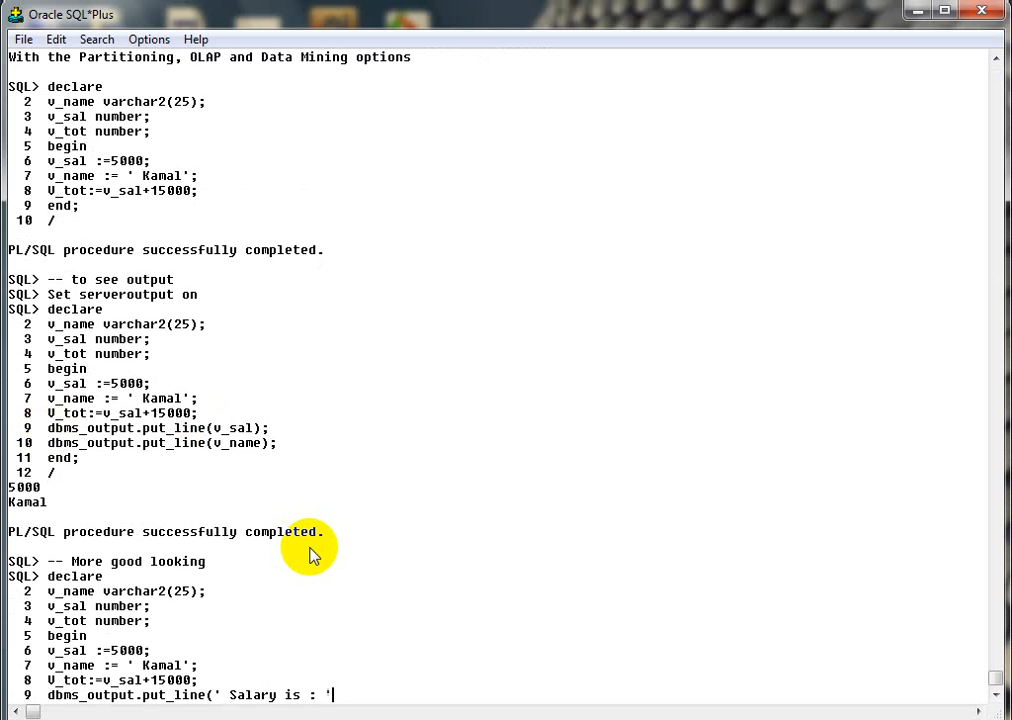 Oracle SQL*Plus
File Edit Search Options Help
With the Partitioning, OLAP and Data Mining options
SQL> declare
2 v_name varchar2(25);
3 v_sal number;
4 v_tot number;
5 begin
6 v_sal :=5000;
7 v_name := ' Kamal';
8 V_tot:=v_sal+15000;
9 end;
10 /
PL/SQL procedure successfully completed.
SQL> -- to see output
SQL> Set serveroutput on
SQL> declare
2 v_name varchar2(25);
3 v_sal number;
4 v_tot number;
5 begin
6 v_sal :=5000;
7 v_name := ' Kamal';
8 V_tot:=v_sal+15000;
9 dbms_output.put_line(v_sal);
10 dbms_output.put_line(v_name);
11 end;
12 /
5000
Kamal
PL/SQL procedure successfully completed.
SQL> -- More good looking
SQL> declare
2 v_name varchar2(25);
3 v_sal number;
4 v_tot number;
5 begin
6 v_sal :=5000;
7 v_name := ' Kamal';
8 V_tot:=v_sal+15000;
9 dbms_output.put_line(' Salary is : '